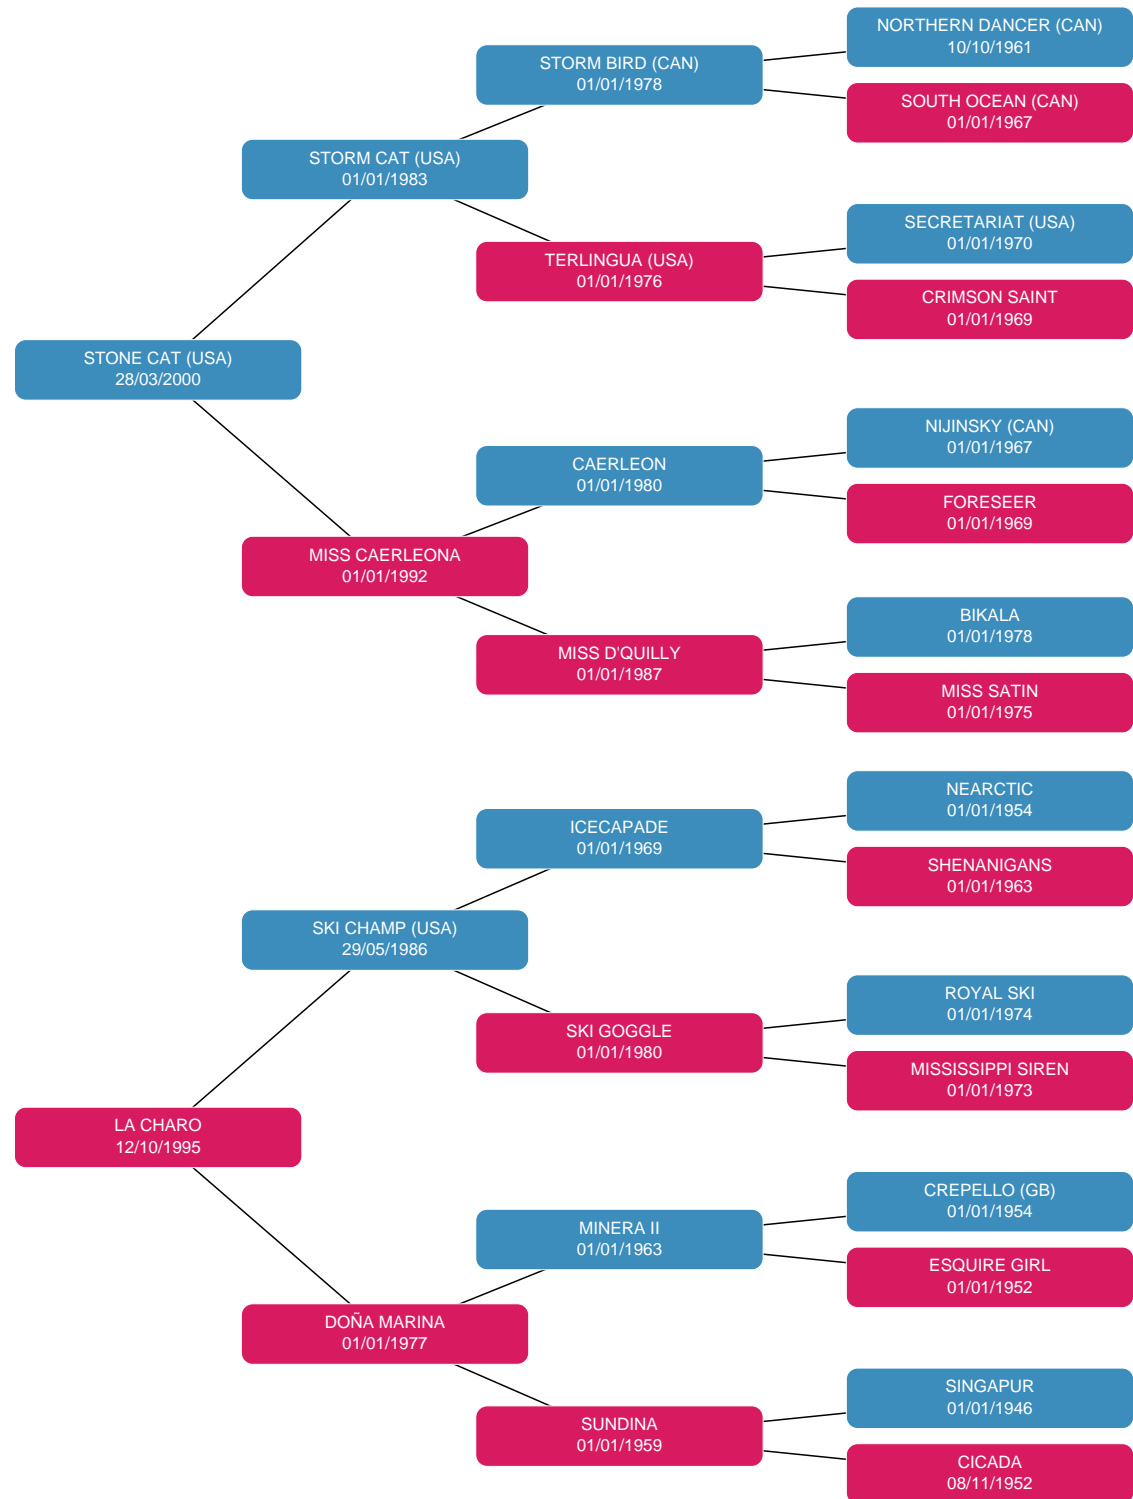 NORTHERN DANCER (CAN)
10/10/1961
STORM BIRD (CAN)
01/01/1978
SOUTH OCEAN (CAN)
01/01/1967
STORM CAT (USA)
01/01/1983
SECRETARIAT (USA)
01/01/1970
TERLINGUA (USA)
01/01/1976
CRIMSON SAINT
01/01/1969
STONE CAT (USA)
28/03/2000
NIJINSKY (CAN)
01/01/1967
CAERLEON
01/01/1980
FORESEER
01/01/1969
MISS CAERLEONA
01/01/1992
BIKALA
01/01/1978
MISS D'QUILLY
01/01/1987
MISS SATIN
01/01/1975
NEARCTIC
01/01/1954
ICECAPADE
01/01/1969
SHENANIGANS
01/01/1963
SKI CHAMP (USA)
29/05/1986
ROYAL SKI
01/01/1974
SKI GOGGLE
01/01/1980
MISSISSIPPI SIREN
01/01/1973
LA CHARO
12/10/1995
CREPELLO (GB)
01/01/1954
MINERA II
01/01/1963
ESQUIRE GIRL
01/01/1952
DOÑA MARINA
01/01/1977
SINGAPUR
01/01/1946
SUNDINA
01/01/1959
CICADA
08/11/1952